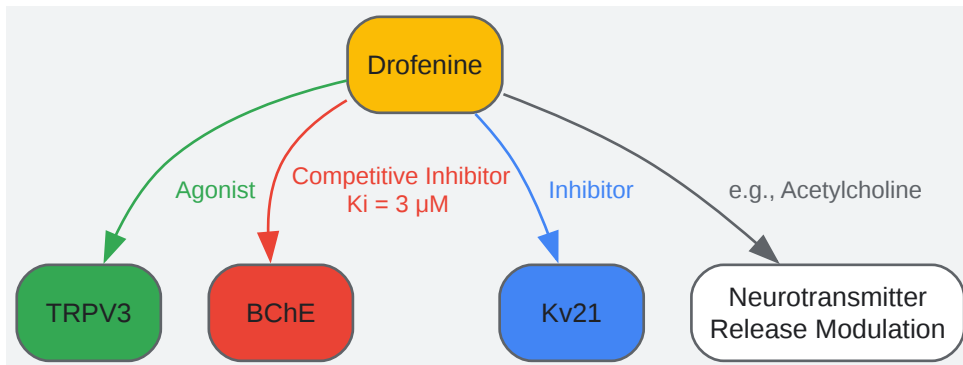 Drofenine
Agonist
Competitive Inhibitor
Ki = 3 µM
Inhibitor
e.g., Acetylcholine
TRPV3
BChE
Kv21
Neurotransmitter
Release Modulation